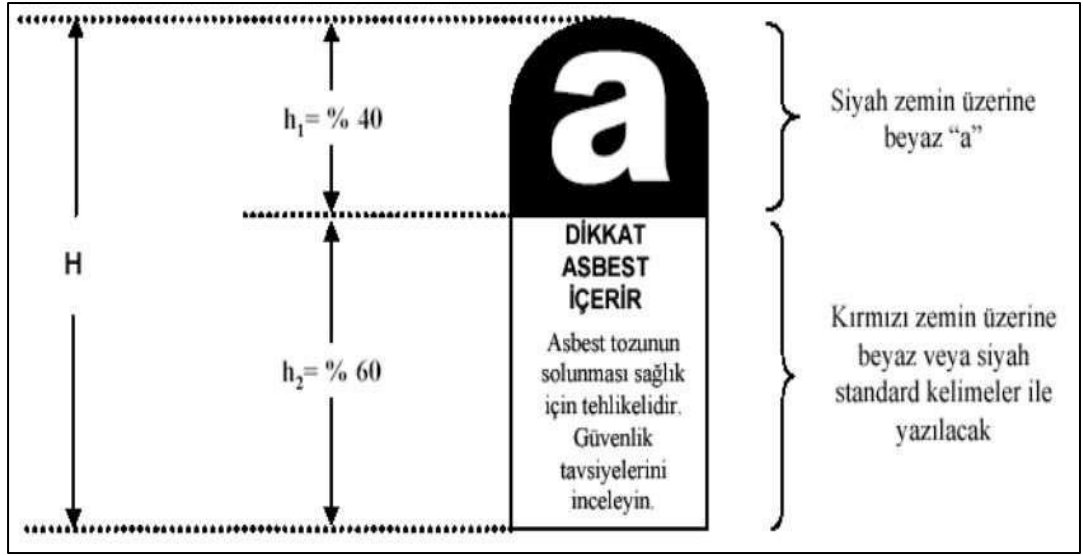 H
h₁= % 40
h₂= % 60
a
DİKKAT
ASBEST
İÇERİR
Asbest tozunun
solunması sağlık
için tehlikelidir.
Güvenlik
tavsiyelerini
inceleyin.
Siyah zemin üzerine
beyaz “a”
Kırmızı zemin üzerine
beyaz veya siyah
standard kelimeler ile
yazılacak